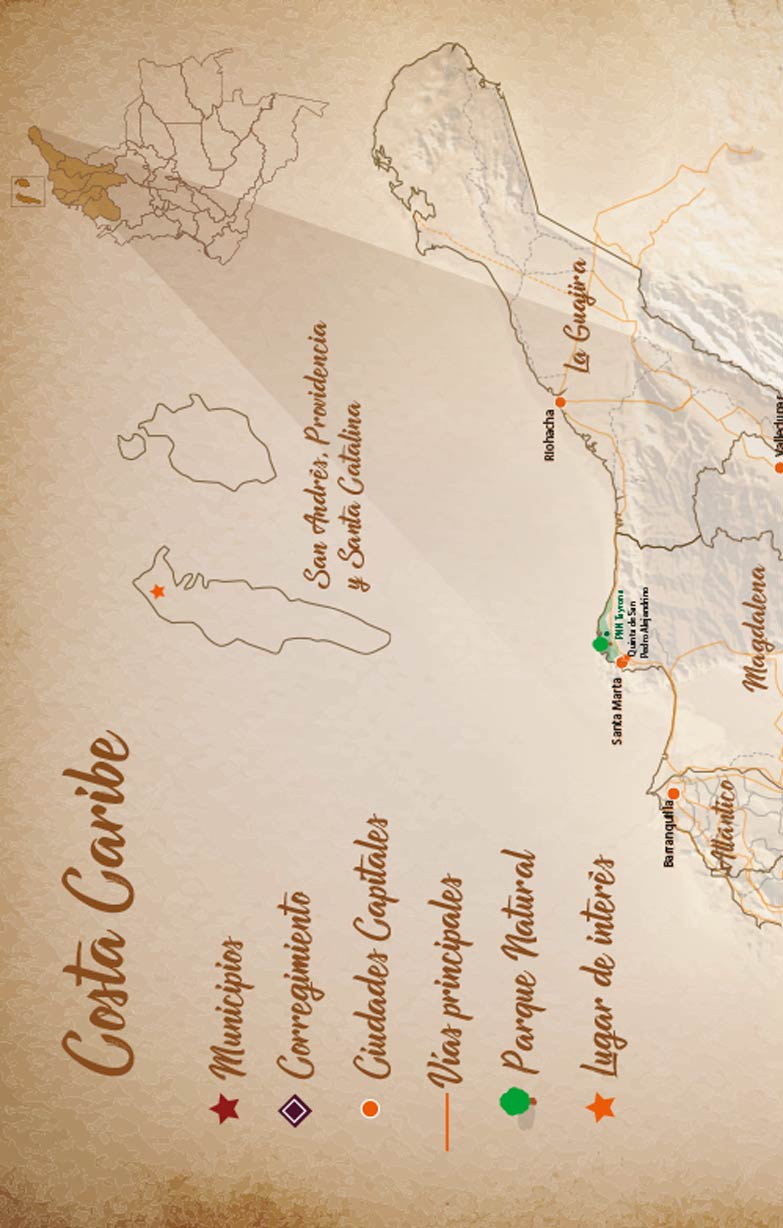 Costa Caribe
Municipios
Corregimiento
Ciudades Capitales
Vías principales
Parque Natural
Lugar de interés
San Andrés, Providencia
y Santa Catalina
Riohacha
La Guajira
PNN Tayrona
Quinta de San
Pedro Alejandrino
Santa Marta
Magdalena
Barranquilla
Atlántico
Valledupar